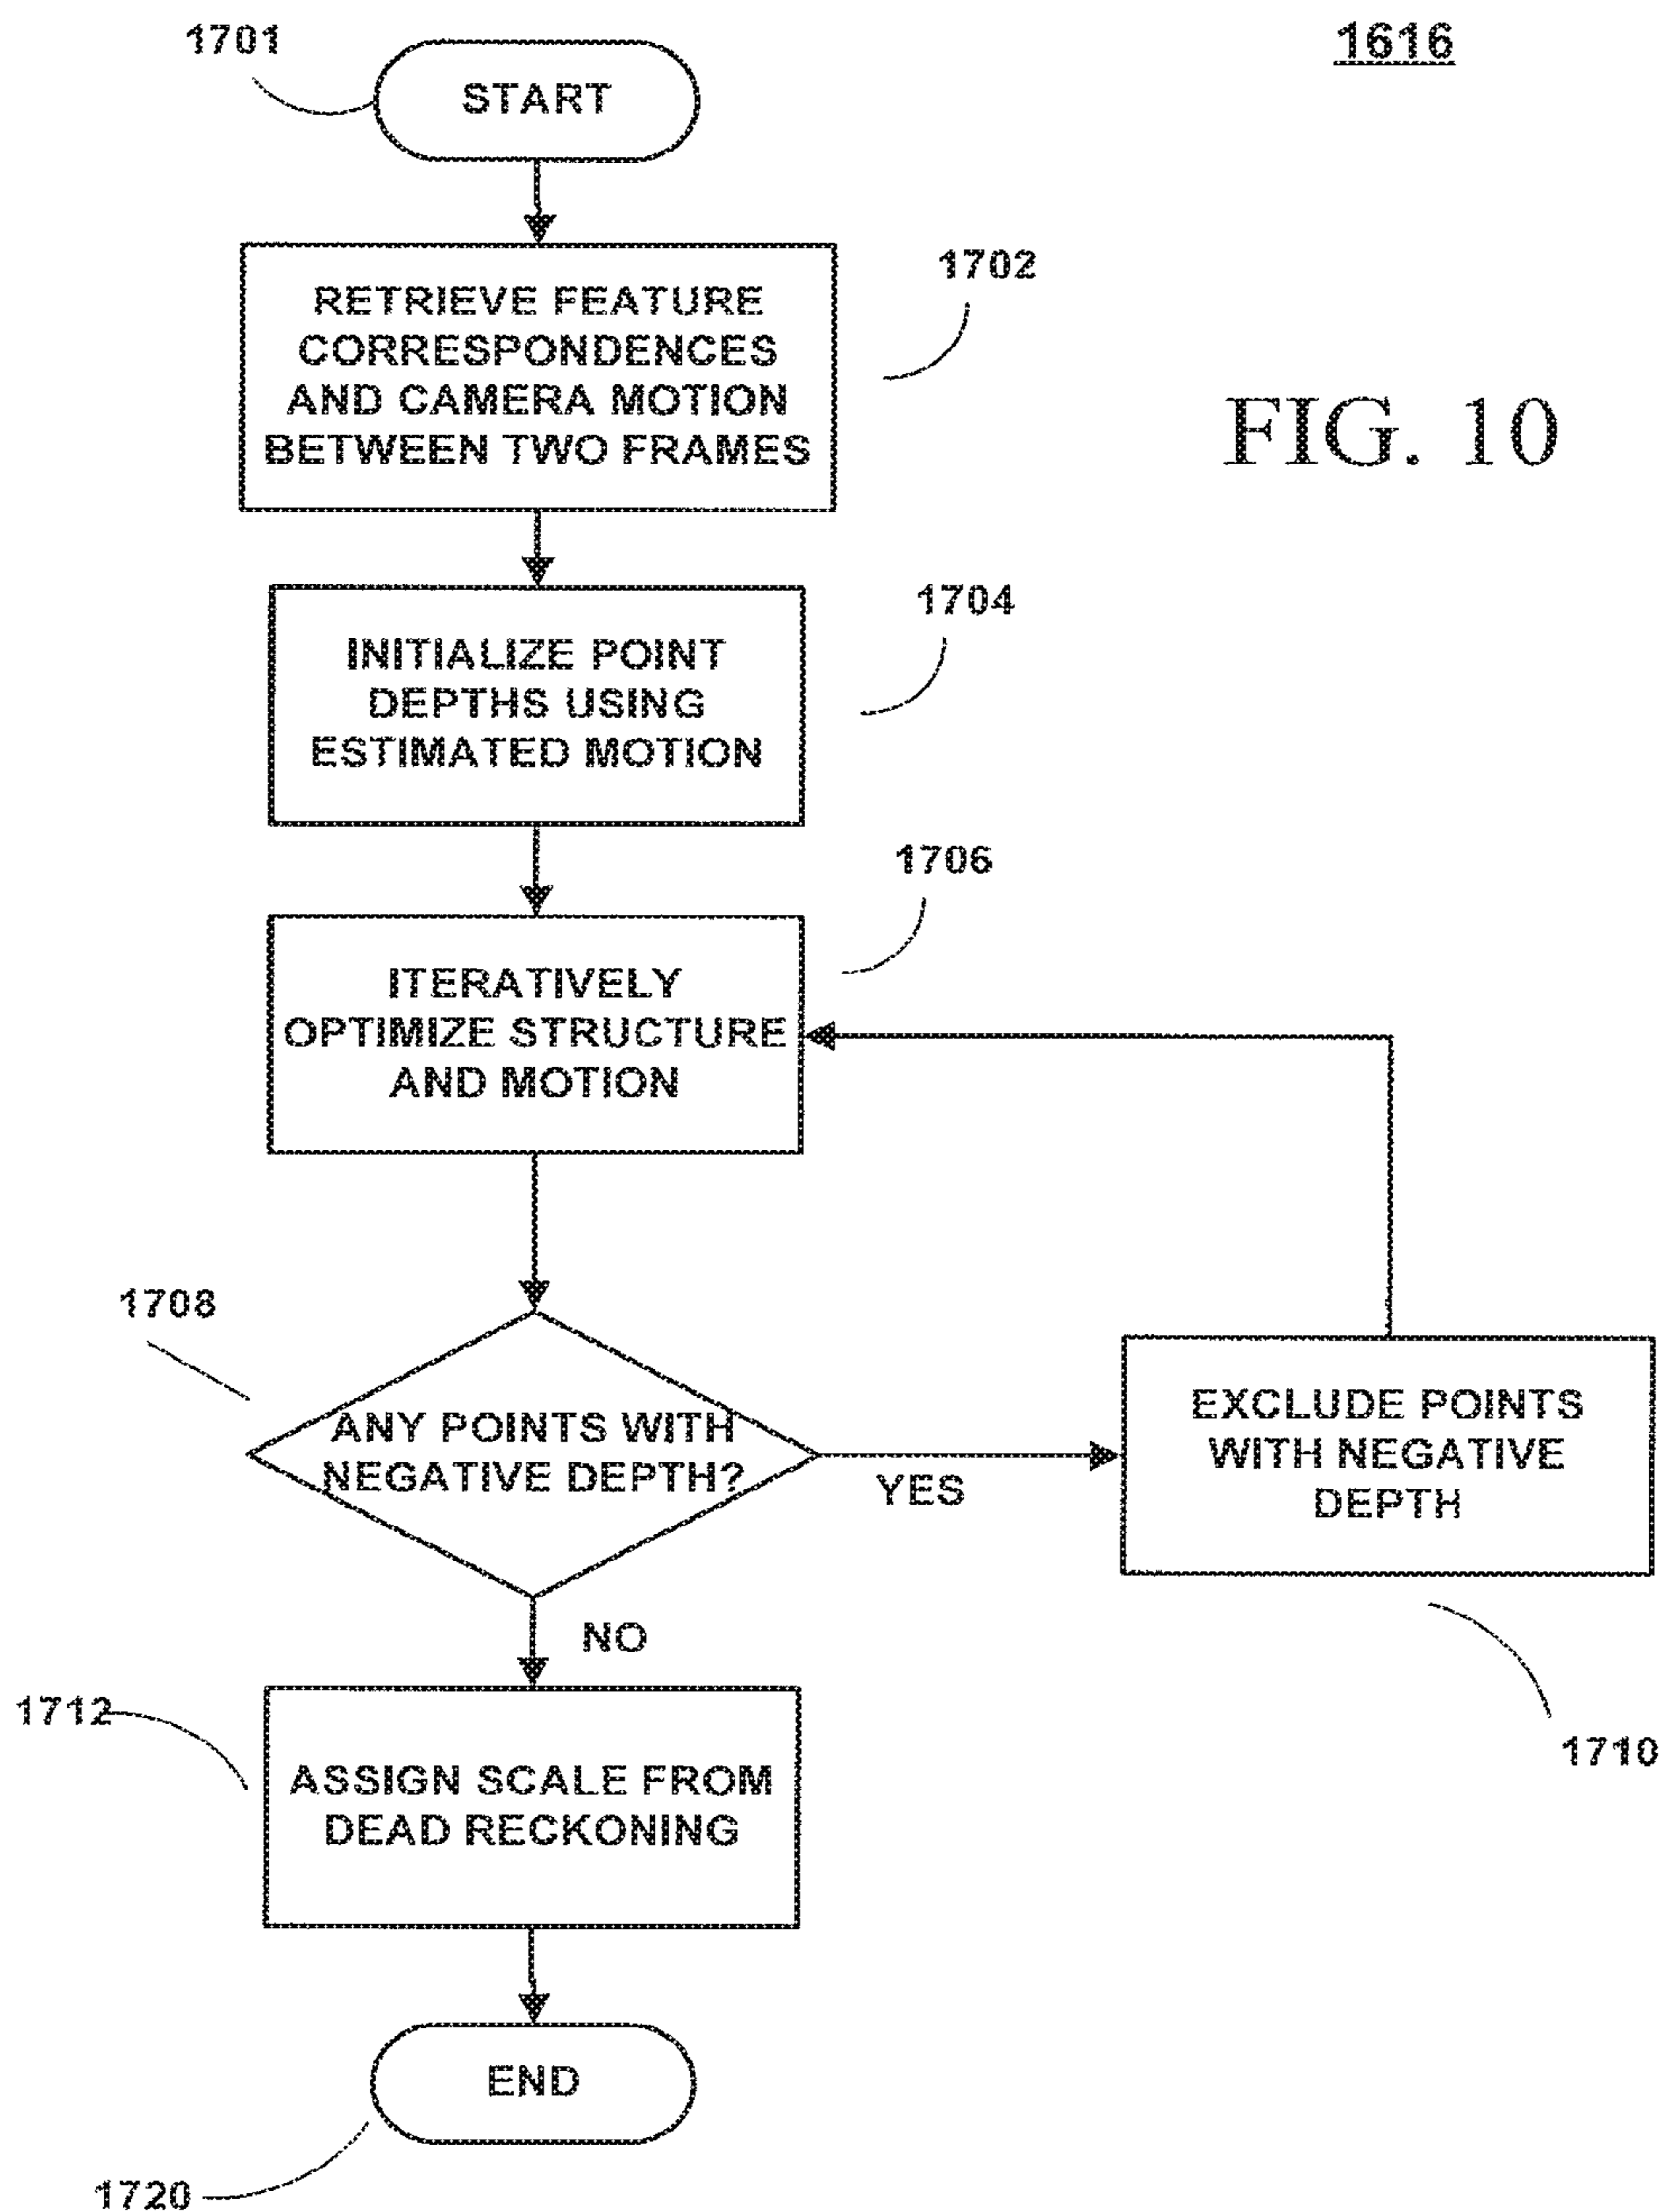 1701
1616
START
1702
RETRIEVE FEATURE
CORRESPONDENCES
AND CAMERA MOTION
BETWEEN TWO FRAMES
FIG. 10
1704
INITIALIZE POINT
DEPTHS USING
ESTIMATED MOTION
1706
ITERATIVELY
OPTIMIZE STRUCTURE
AND MOTION
1708
ANY POINTS WITH
NEGATIVE DEPTH?
YES
EXCLUDE POINTS
WITH NEGATIVE
DEPTH
1710
NO
1712
ASSIGN SCALE FROM
DEAD RECKONING
END
1720